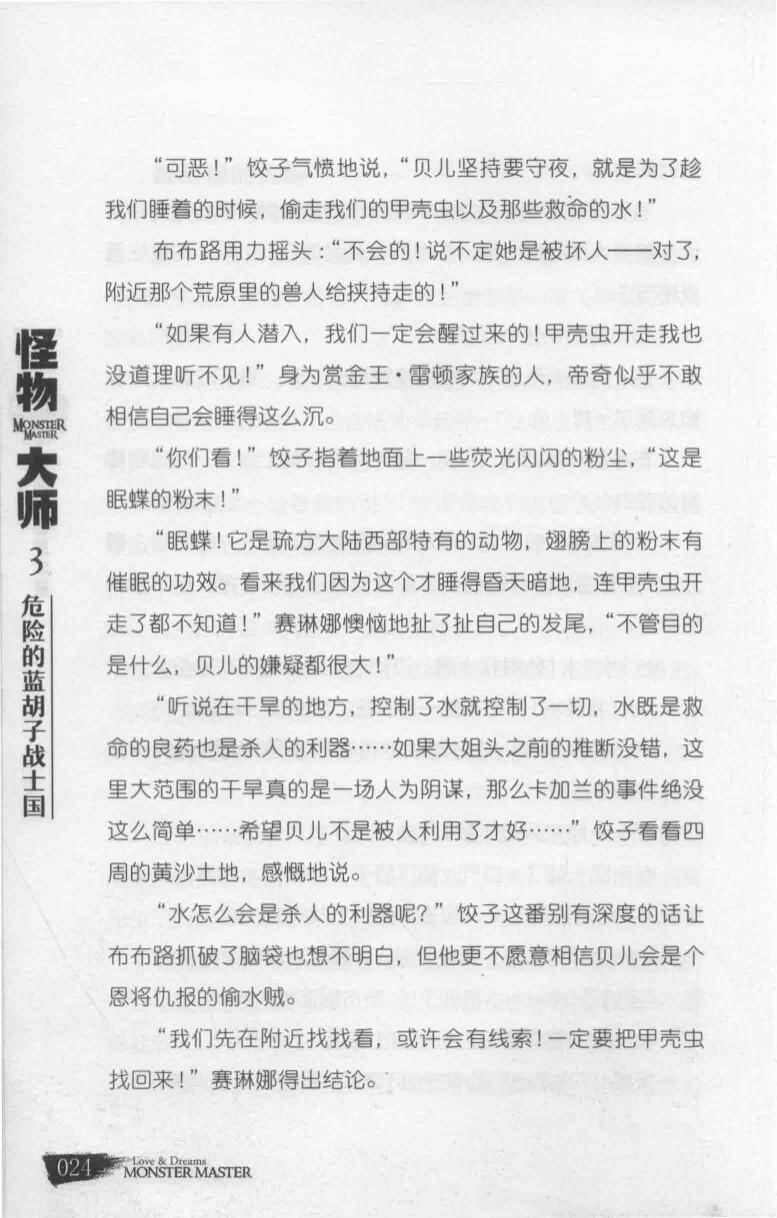 “可恶！”饺子气愤地说，“贝儿坚持要守夜，就是为了趁
我们睡着的时候，偷走我们的甲壳虫以及那些救命的水！”
布布路用力摇头：“不会的！说不定她是被坏人——对了，
附近那个荒原里的兽人给挟持走的！”
“如果有人潜入，我们一定会醒过来的！甲壳虫开走我也
没道理听不见！”身为赏金王·雷顿家族的人，帝奇似乎不敢
相信自己会睡得这么沉。
“你们看！”饺子指着地面上一些荧光闪闪的粉尘，“这是
眠蝶的粉末！”
“眠蝶！它是琉方大陆西部特有的动物，翅膀上的粉末有
催眠的功效。看来我们因为这个才睡得昏天暗地，连甲壳虫开
走了都不知道！”赛琳娜懊恼地扯了扯自己的发尾，“不管目的
是什么，贝儿的嫌疑都很大！”
“听说在干旱的地方，控制了水就控制了一切，水既是救
命的良药也是杀人的利器……如果大姐头之前的推断没错，这
里大范围的干旱真的是一场人为阴谋，那么卡加兰的事件绝没
这么简单……希望贝儿不是被人利用了才好……”饺子看看四
周的黄沙土地，感慨地说。
“水怎么会是杀人的利器呢？”饺子这番别有深度的话让
布布路抓破了脑袋也想不明白，但他更不愿意相信贝儿会是个
恩将仇报的偷水贼。
“我们先在附近找找看，或许会有线索！一定要把甲壳虫
找回来！”赛琳娜得出结论。
怪物
MONSTER
MASTER
大师
3
危险的蓝胡子战士国
024
Love & Dreams
MONSTER MASTER